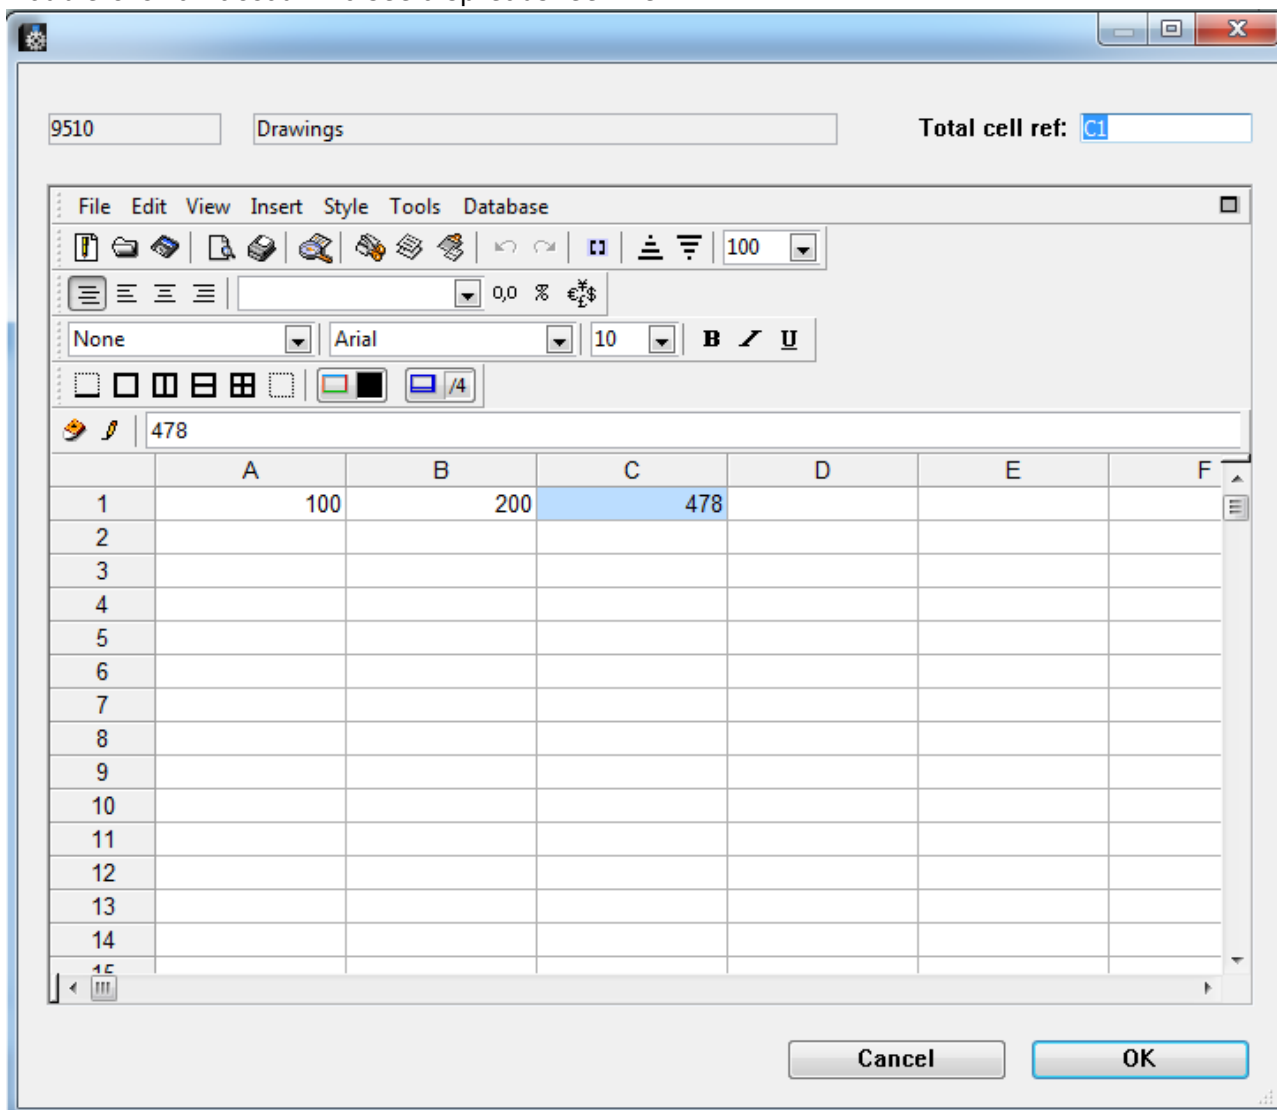 9510 Drawings Total cell ref: C1
File Edit View Insert Style Tools Database
100
0,0 % €¥£$
None Arial 10 B I U
/4
478
A B C D E F
1 100 200 478
2
3
4
5
6
7
8
9
10
11
12
13
14
15
Cancel OK